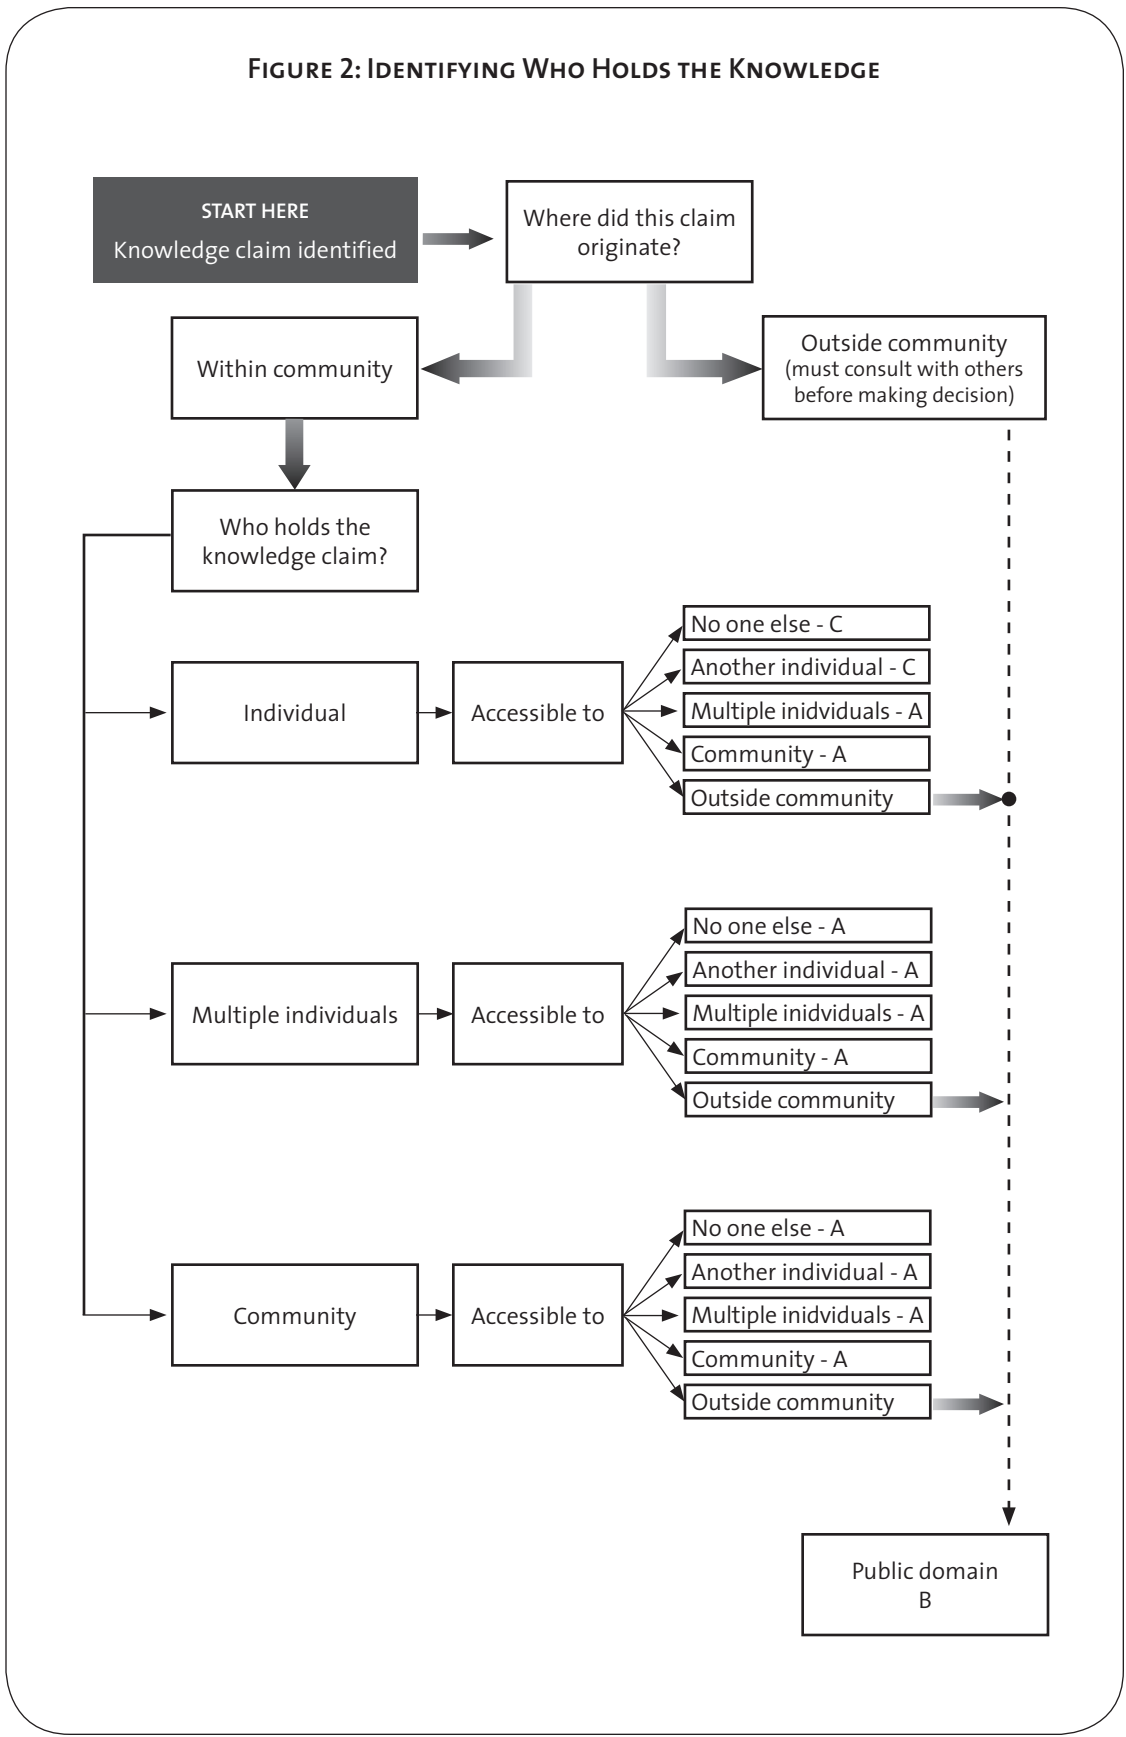 FIGURE 2: IDENTIFYING WHO HOLDS THE KNOWLEDGE
START HERE
Knowledge claim identified
Where did this claim
originate?
Within community
Outside community
(must consult with others
before making decision)
Who holds the
knowledge claim?
Individual
Accessible to
No one else - C
Another individual - C
Multiple inidviduals - A
Community - A
Outside community
Multiple individuals
Accessible to
No one else - A
Another individual - A
Multiple inidviduals - A
Community - A
Outside community
Community
Accessible to
No one else - A
Another individual - A
Multiple inidviduals - A
Community - A
Outside community
Public domain
B